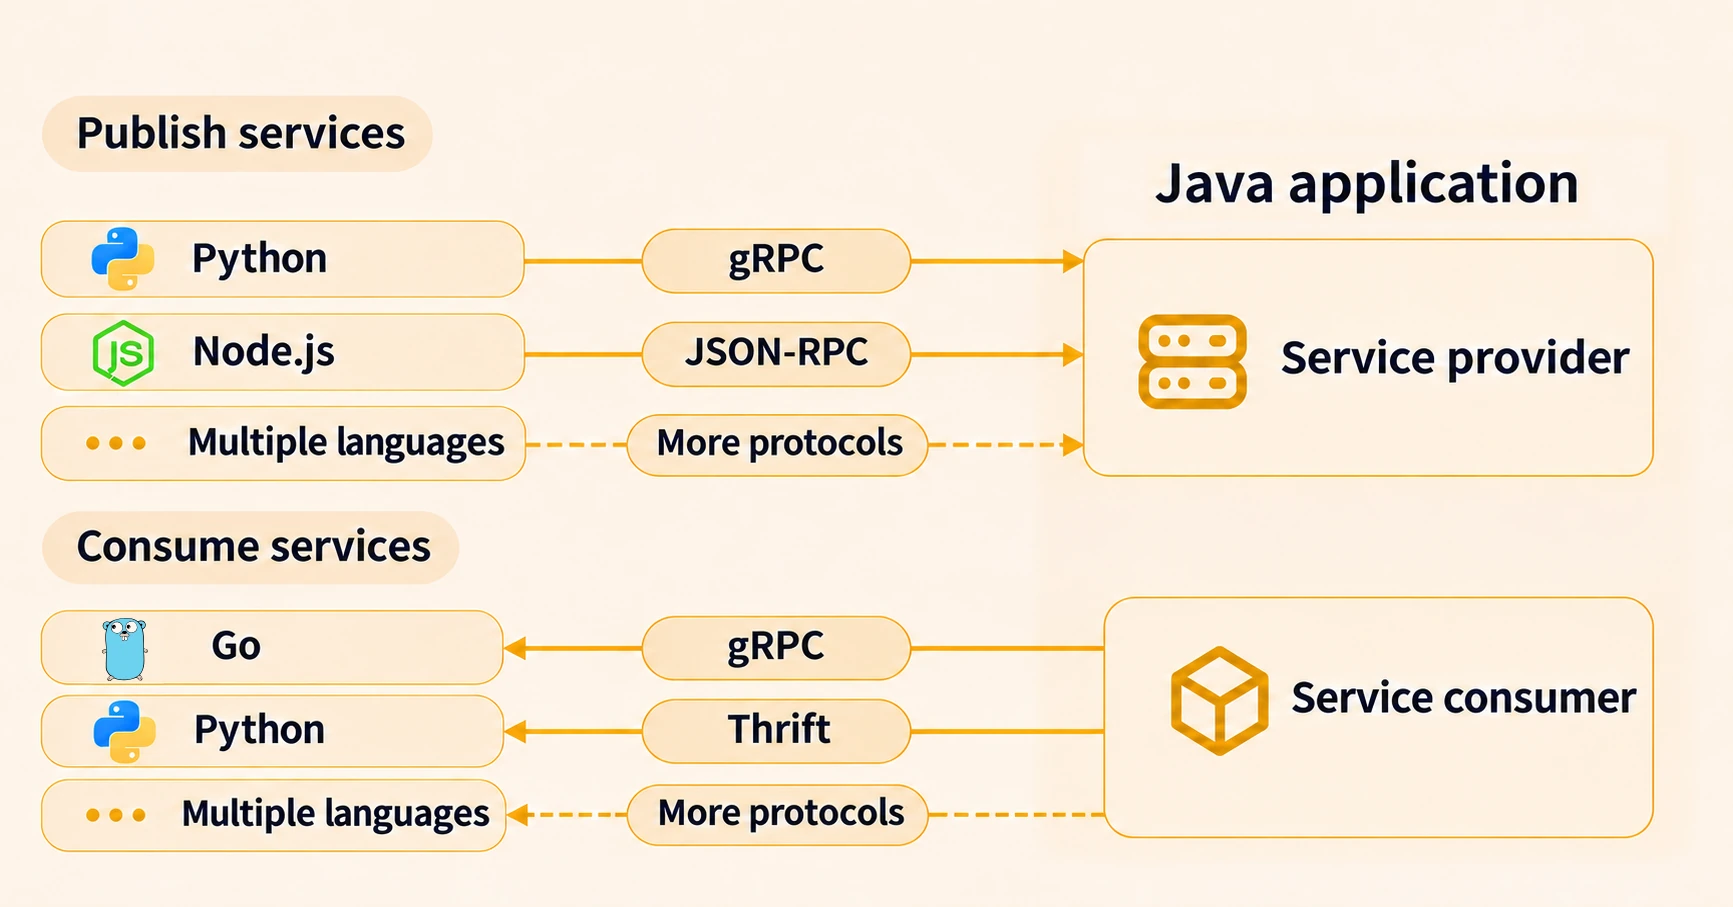 Publish services
Java application
Python
gRPC
Node.js
JSON-RPC
Service provider
Multiple languages
More protocols
Consume services
Go
gRPC
Python
Thrift
Service consumer
Multiple languages
More protocols